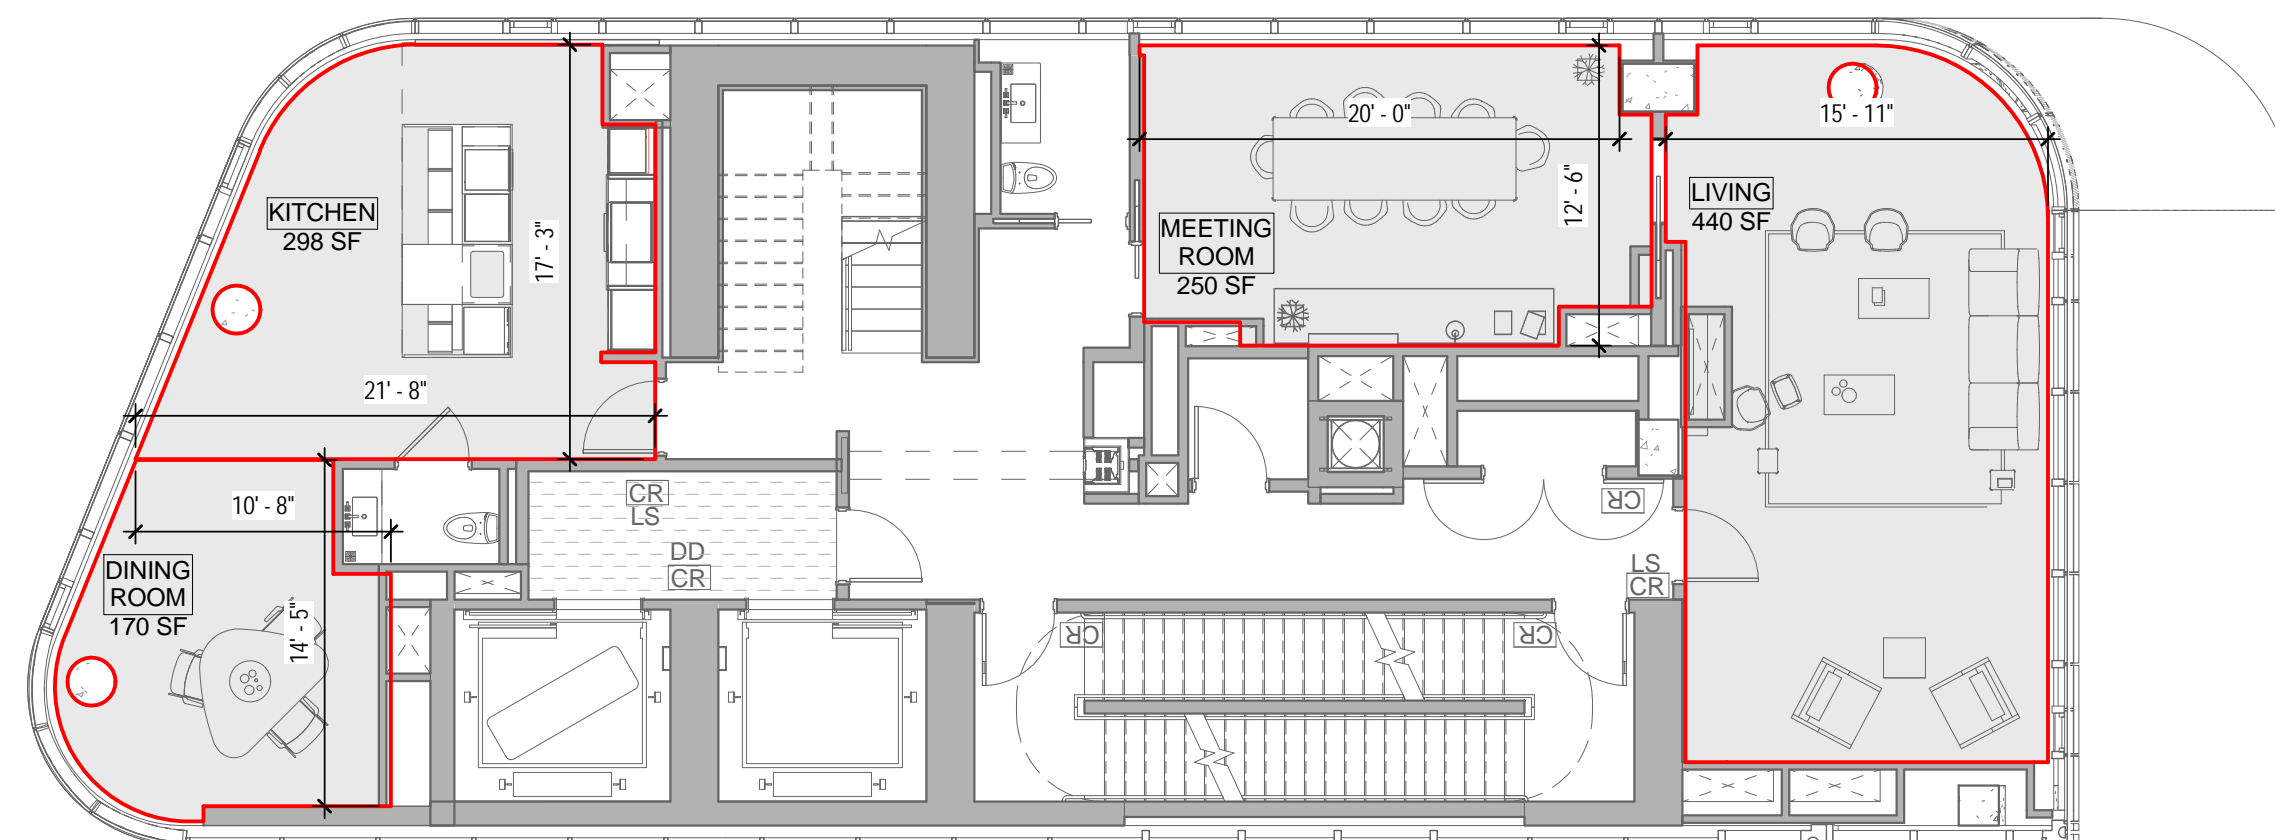 KITCHEN
298 SF
17' - 3"
21' - 8"
10' - 8"
DINING
ROOM
170 SF
14' - 5"
CR
LS
DD
CR
MEETING
ROOM
250 SF
20' - 0"
12' - 6"
LIVING
440 SF
15' - 11"
CR
LS
CR
CR
CR